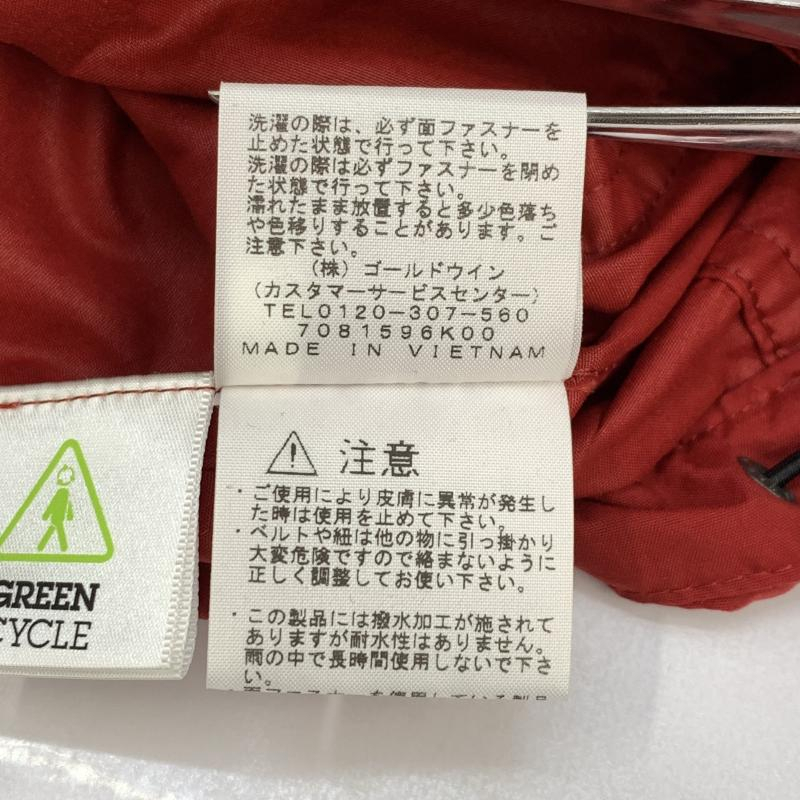 洗濯の際は、必ず面ファスナーを
止めた状態で行って下さい。
洗濯の際は必ずファスナーを閉め
た状態で行って下さい。
濡れたまま放置すると多少色落ち
や色移りすることがあります。ご
注意下さい。
（株）ゴールドウイン
（カスタマーサービスセンター）
TEL0120-307-560
7081596K00
MADE IN VIETNAM
注意
・ご使用により皮膚に異常が発生し
た時は使用を止めて下さい。
・ベルトや紐は他の物に引っ掛かり
大変危険ですので絡まないように
正しく調整してお使い下さい。
・この製品には撥水加工が施されて
ありますが耐水性はありません。
雨の中で長時間使用しないで下さ
い。
GREEN
CYCLE